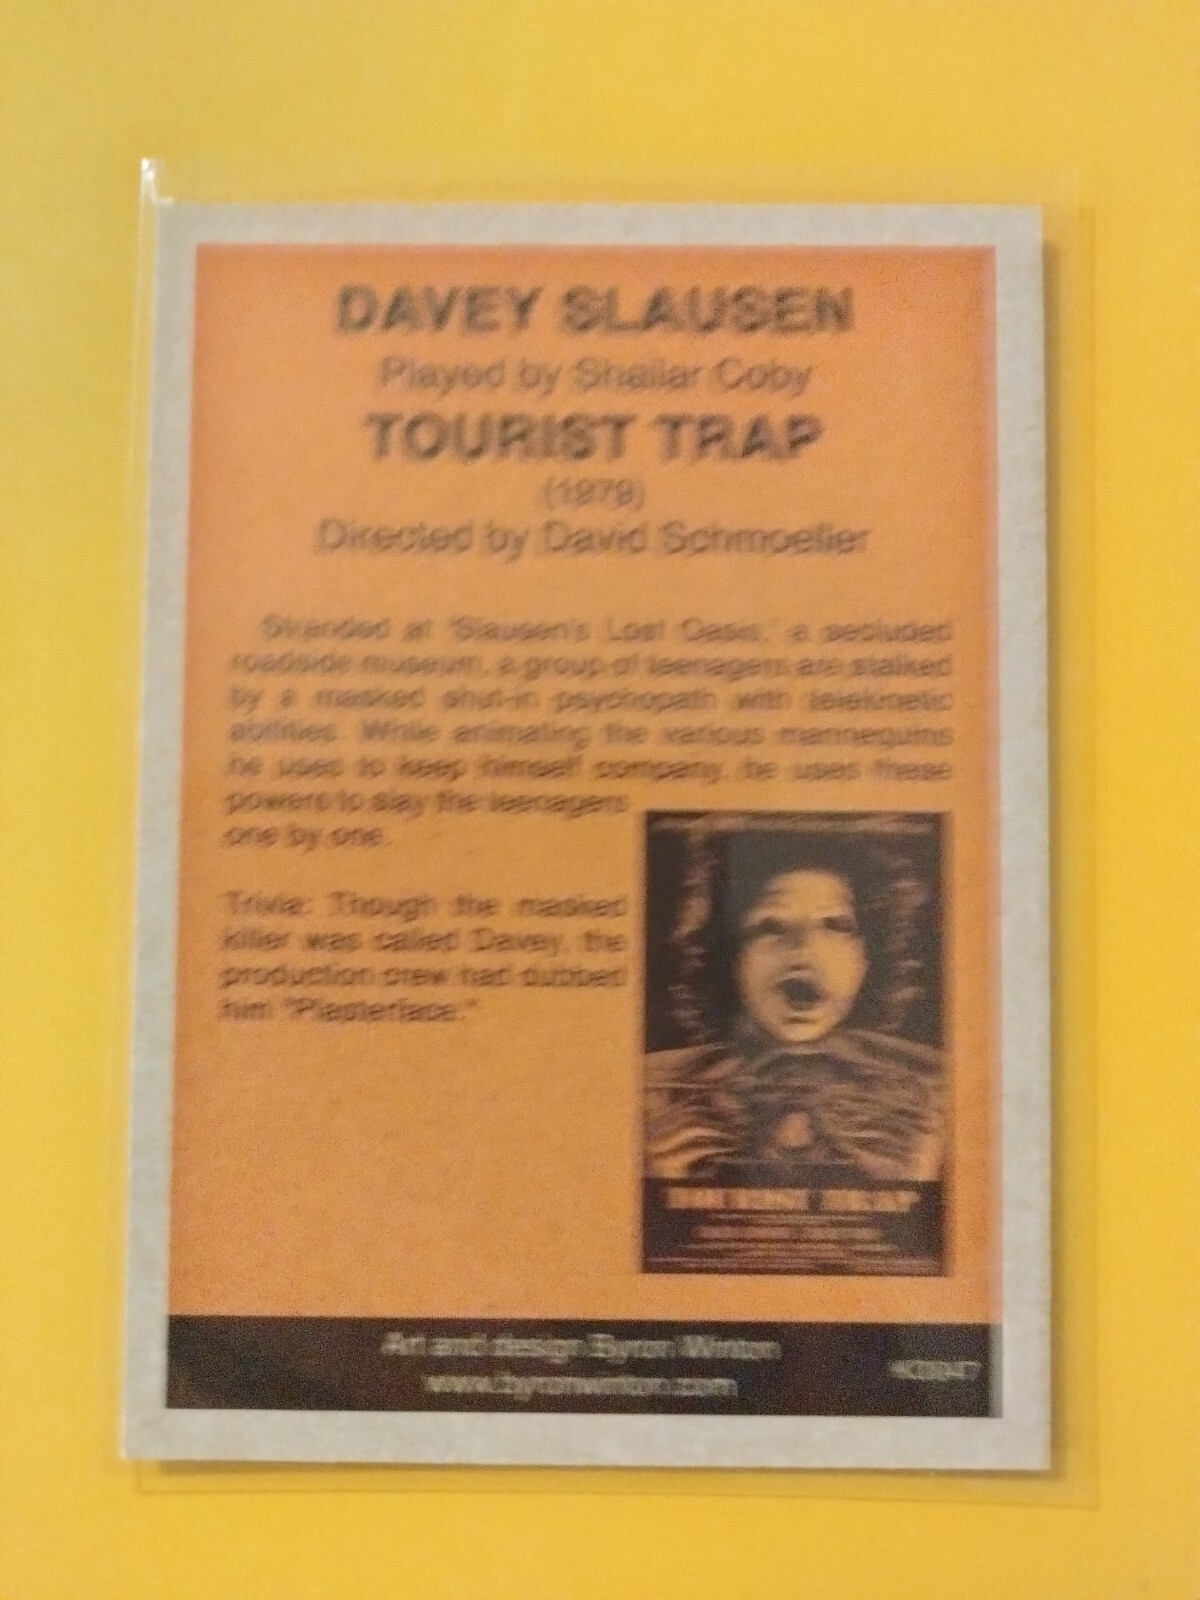 DAVEY SLAUSEN
Played by Shailar Coby
TOURIST TRAP
(1979)
Directed by David Schmoeller
Stranded at 'Slausen's Lost Oasis,' a secluded
roadside museum, a group of teenagers are stalked
by a masked shut-in psychopath with telekinetic
abilities. While animating the various mannequins
he uses to keep himself company, he uses these
powers to slay the teenagers
one by one.
Trivia: Though the masked
killer was called Davey, the
production crew had dubbed
him "Plasterface."
TOURIST TRAP
Art and design Byron Winton
www.byronwinton.com